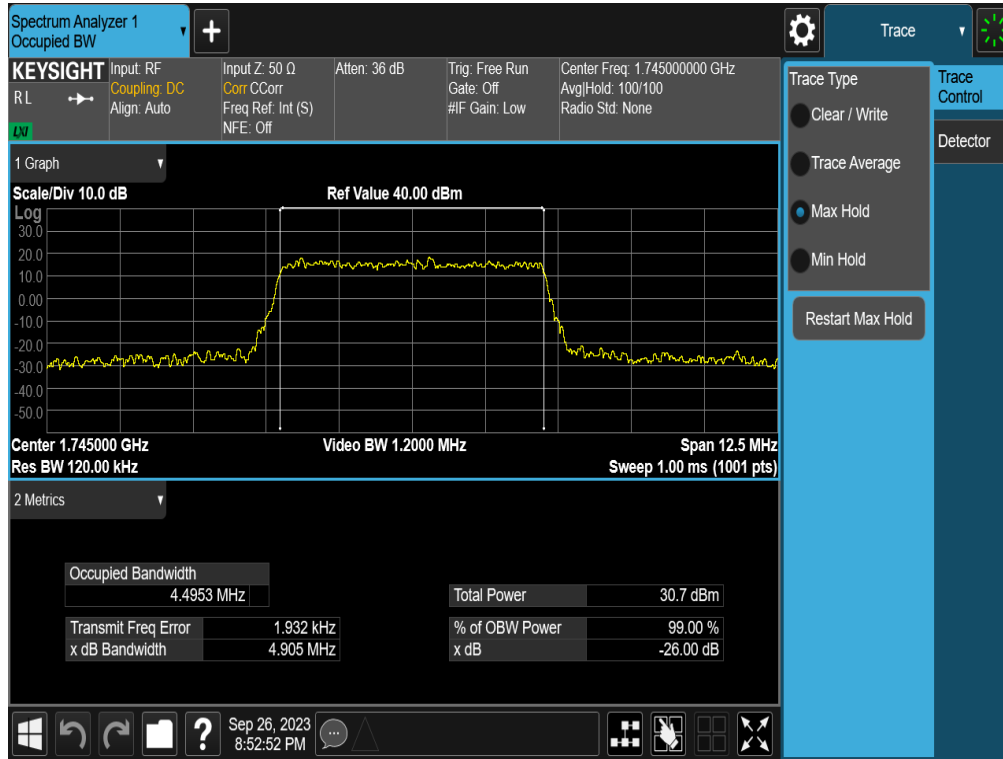 Spectrum Analyzer 1
Occupied BW
+
Trace
KEYSIGHT
RL
LXI
Input: RF
Coupling: DC
Align: Auto
Input Z: 50 Ω
Corr CCorr
Freq Ref: Int (S)
NFE: Off
Atten: 36 dB
Trig: Free Run
Gate: Off
#IF Gain: Low
Center Freq: 1.745000000 GHz
Avg|Hold: 100/100
Radio Std: None
Trace Type
Clear / Write
Trace Average
Max Hold
Min Hold
Restart Max Hold
Trace
Control
Detector
1 Graph
Scale/Div 10.0 dB
Ref Value 40.00 dBm
Log
30.0
20.0
10.0
0.00
-10.0
-20.0
-30.0
-40.0
-50.0
Center 1.745000 GHz
Video BW 1.2000 MHz
Span 12.5 MHz
Res BW 120.00 kHz
Sweep 1.00 ms (1001 pts)
2 Metrics
Occupied Bandwidth
4.4953 MHz
Total Power 30.7 dBm
Transmit Freq Error 1.932 kHz
% of OBW Power 99.00 %
x dB Bandwidth 4.905 MHz
x dB -26.00 dB
?
Sep 26, 2023
8:52:52 PM